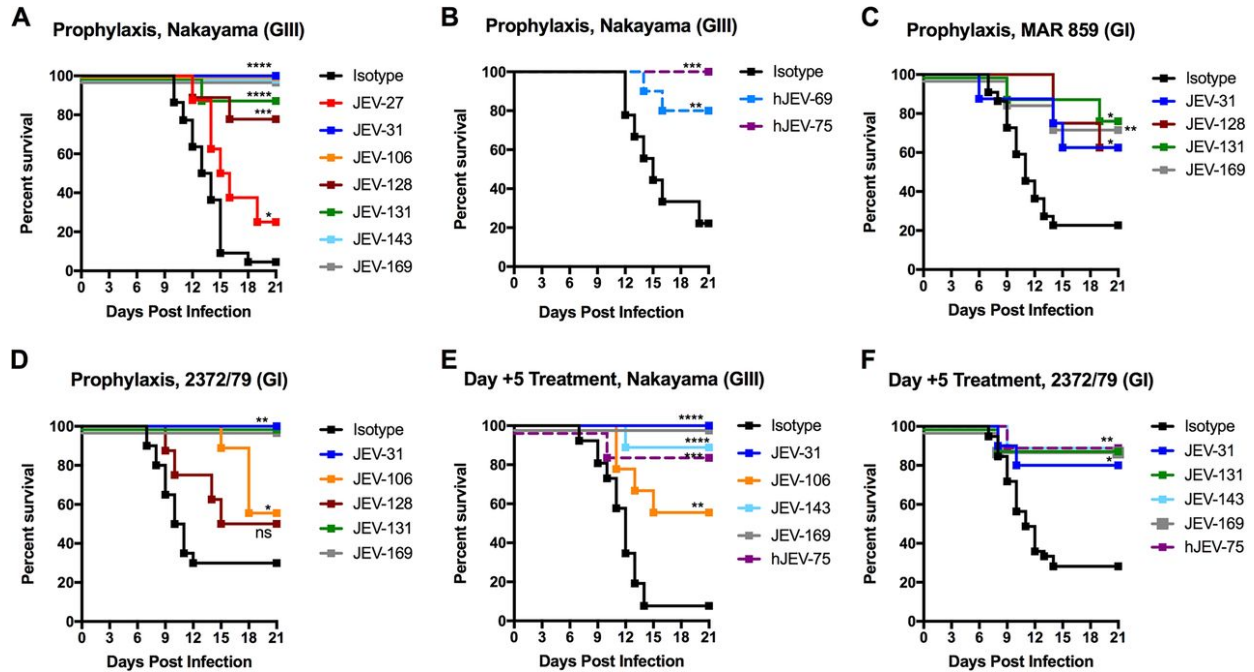 A
Prophylaxis, Nakayama (GIII)
Percent survival
100
80
60
40
20
0
0 3 6 9 12 15 18 21
Days Post Infection
****
****
***
*
Isotype
JEV-27
JEV-31
JEV-106
JEV-128
JEV-131
JEV-143
JEV-169
B
Prophylaxis, Nakayama (GIII)
Percent survival
100
80
60
40
20
0
0 3 6 9 12 15 18 21
Days Post Infection
***
**
Isotype
hJEV-69
hJEV-75
C
Prophylaxis, MAR 859 (GI)
Percent survival
100
80
60
40
20
0
0 3 6 9 12 15 18 21
Days Post Infection
*
**
*
Isotype
JEV-31
JEV-128
JEV-131
JEV-169
D
Prophylaxis, 2372/79 (GI)
Percent survival
100
80
60
40
20
0
0 3 6 9 12 15 18 21
Days Post Infection
**
*
ns
Isotype
JEV-31
JEV-106
JEV-128
JEV-131
JEV-169
E
Day +5 Treatment, Nakayama (GIII)
Percent survival
100
80
60
40
20
0
0 3 6 9 12 15 18 21
Days Post Infection
****
****
***
**
Isotype
JEV-31
JEV-106
JEV-143
JEV-169
hJEV-75
F
Day +5 Treatment, 2372/79 (GI)
Percent survival
100
80
60
40
20
0
0 3 6 9 12 15 18 21
Days Post Infection
**
*
Isotype
JEV-31
JEV-131
JEV-143
JEV-169
hJEV-75